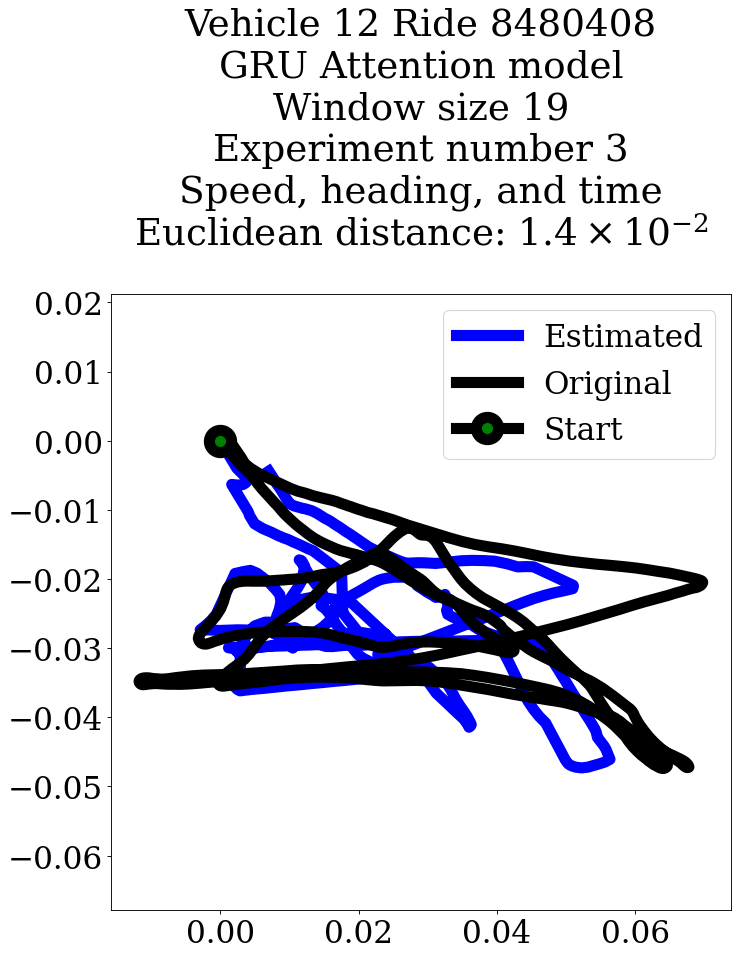 Vehicle 12 Ride 8480408
GRU Attention model
Window size 19
Experiment number 3
Speed, heading, and time
Euclidean distance: 1.4 × 10⁻²
Estimated
Original
Start
0.02
0.01
0.00
−0.01
−0.02
−0.03
−0.04
−0.05
−0.06
0.00 0.02 0.04 0.06